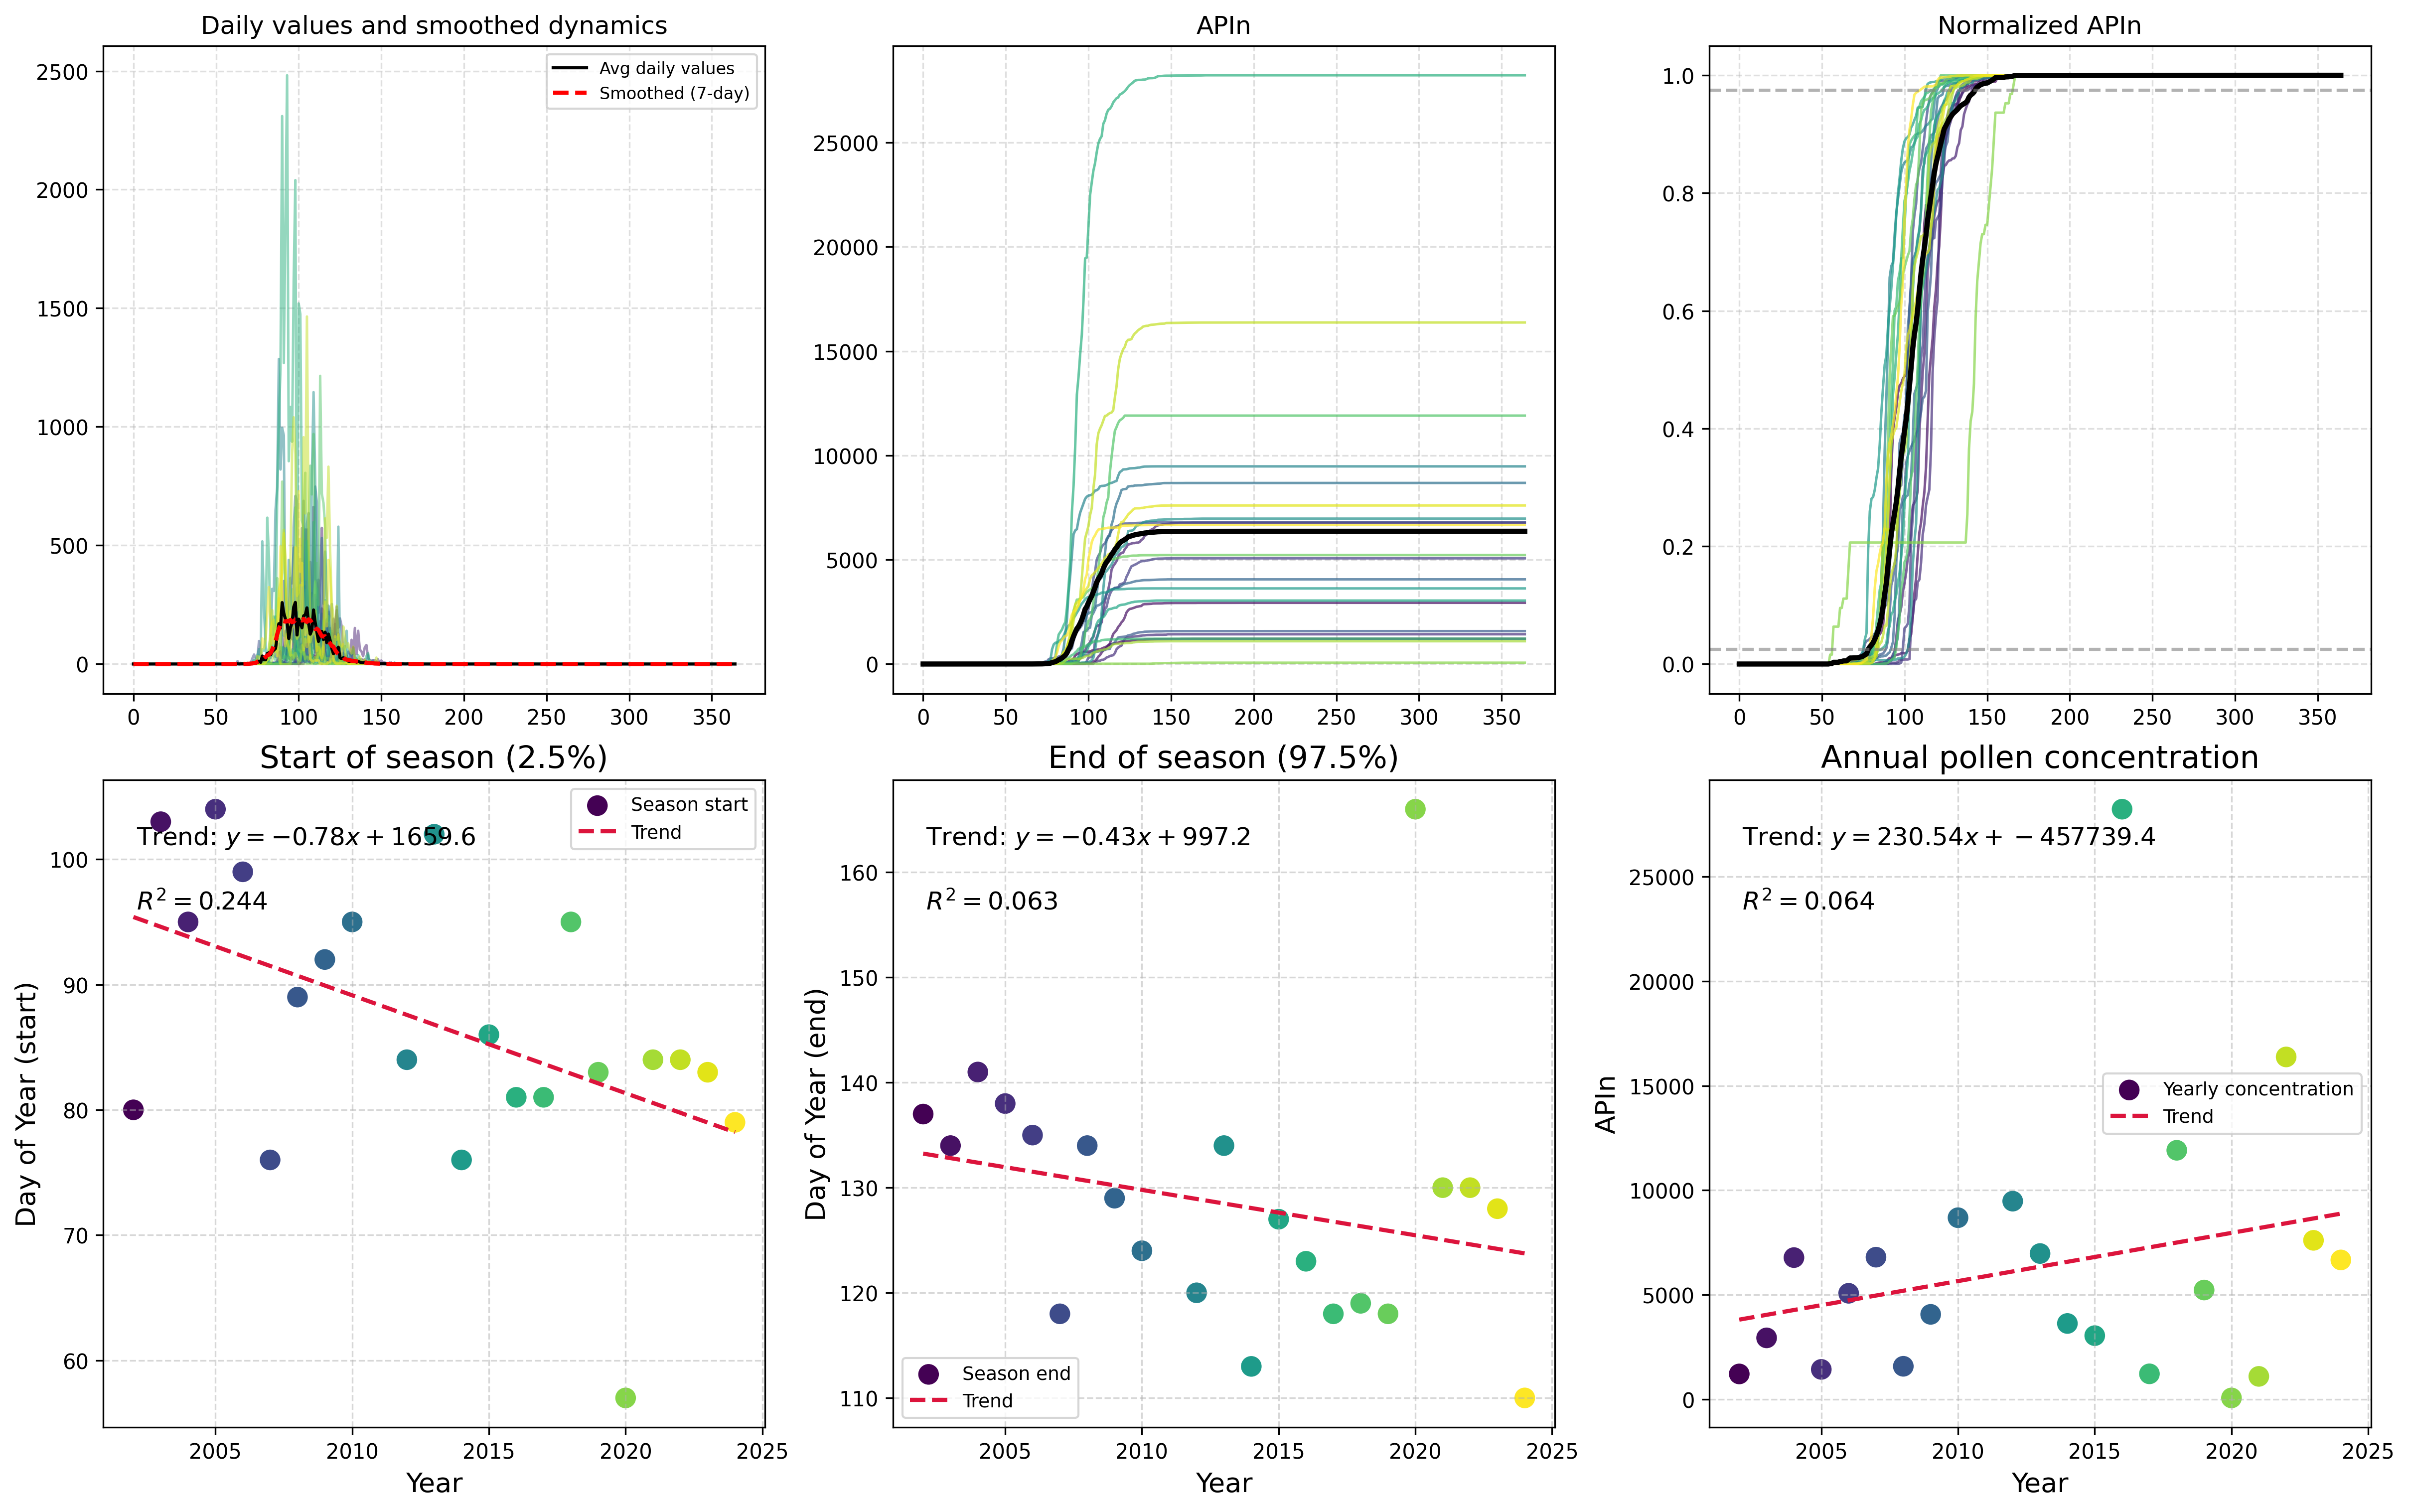 Daily values and smoothed dynamics
2500
2000
1500
1000
500
0
0 50 100 150 200 250 300 350
Avg daily values
Smoothed (7-day)
APIn
25000
20000
15000
10000
5000
0
0 50 100 150 200 250 300 350
Normalized APIn
1.0
0.8
0.6
0.4
0.2
0.0
0 50 100 150 200 250 300 350
Start of season (2.5%)
Season start
Trend
Trend: y = −0.78x + 1659.6
R² = 0.244
Day of Year (start)
100
90
80
70
60
2005 2010 2015 2020 2025
Year
End of season (97.5%)
Trend: y = −0.43x + 997.2
R² = 0.063
Day of Year (end)
160
150
140
130
120
110
Season end
Trend
2005 2010 2015 2020 2025
Year
Annual pollen concentration
Trend: y = 230.54x + −457739.4
R² = 0.064
APIn
25000
20000
15000
10000
5000
0
Yearly concentration
Trend
2005 2010 2015 2020 2025
Year